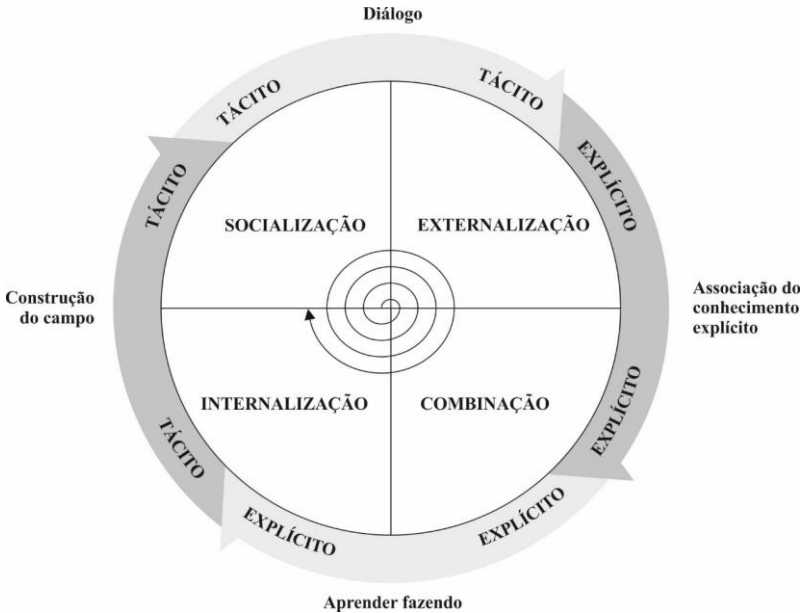 Diálogo
TÁCITO
TÁCITO
TÁCITO
EXPLÍCITO
SOCIALIZAÇÃO
EXTERNALIZAÇÃO
Construção
do campo
Associação do
conhecimento
explícito
INTERNALIZAÇÃO
COMBINAÇÃO
TÁCITO
EXPLÍCITO
EXPLÍCITO
EXPLÍCITO
Aprender fazendo